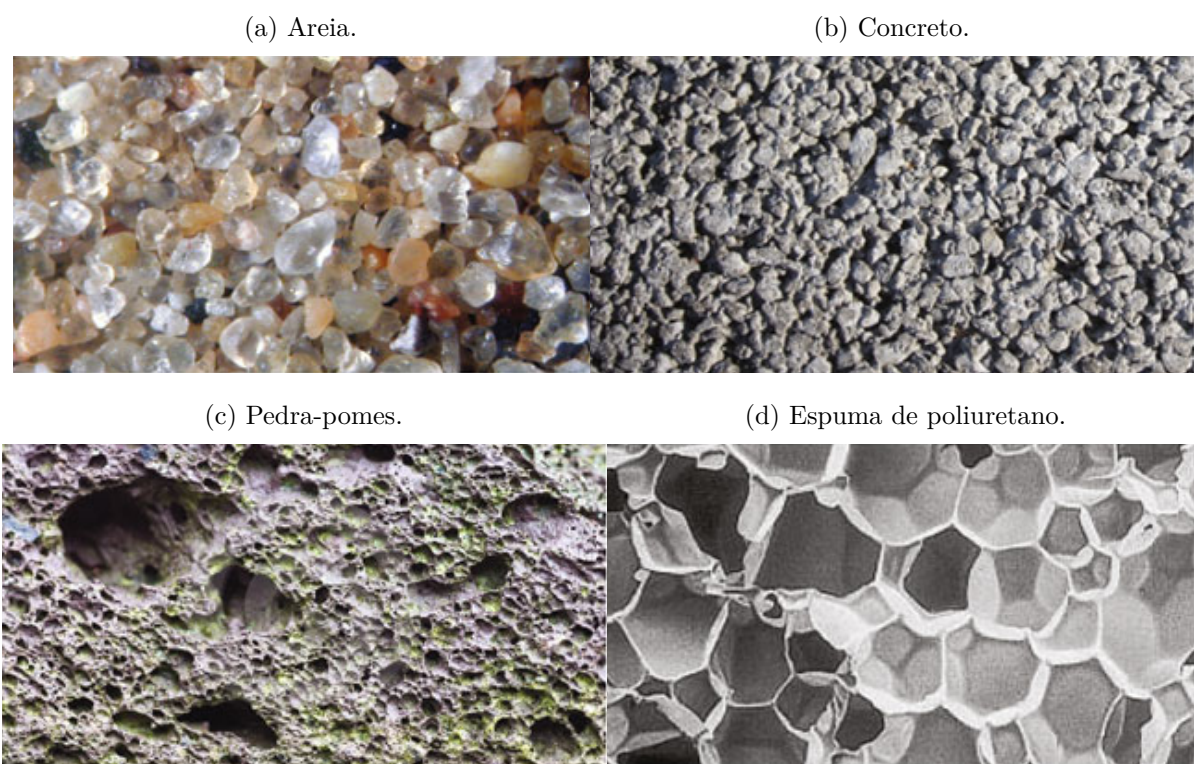 (a) Areia.
(b) Concreto.
(c) Pedra-pomes.
(d) Espuma de poliuretano.